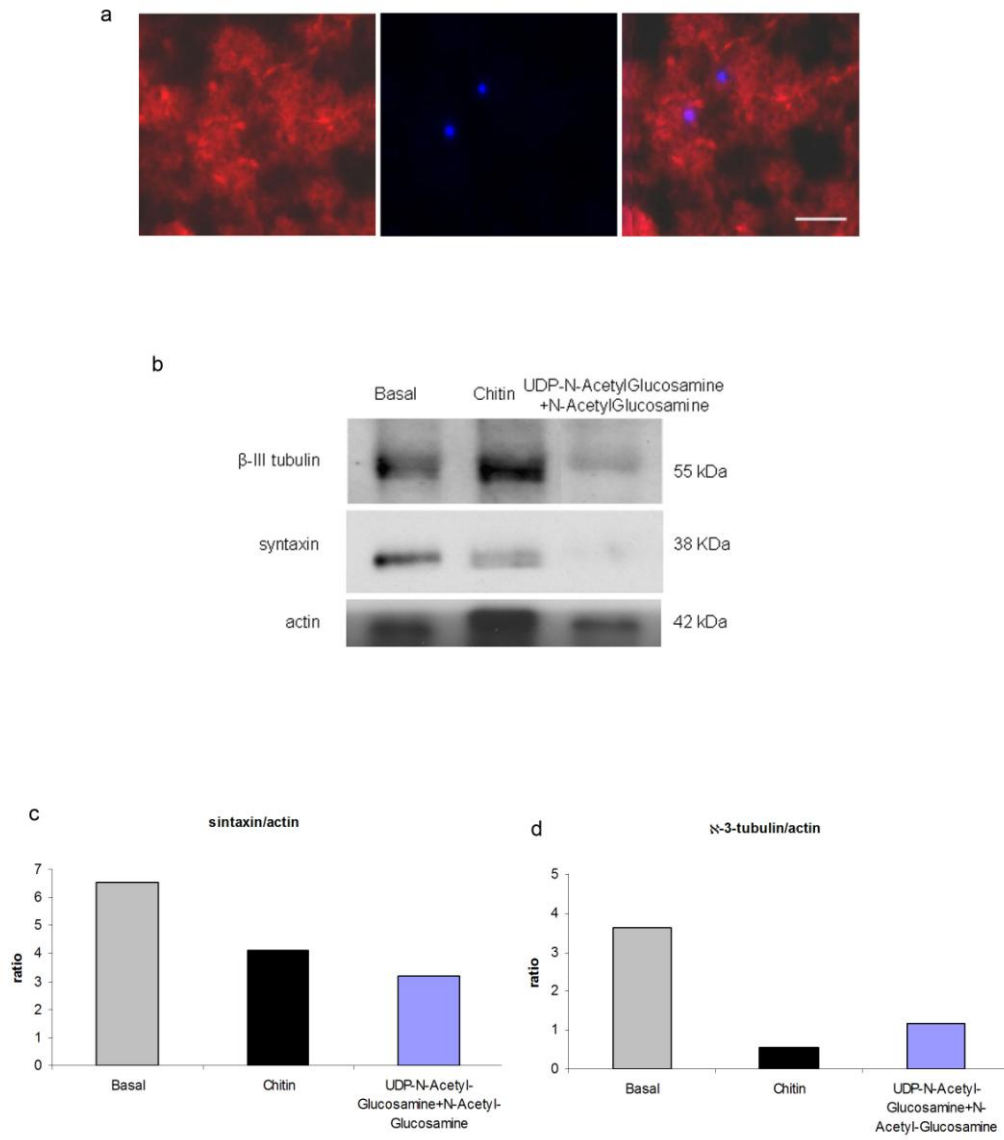 a
b
Basal
Chitin
UDP-N-AcetylGlucosamine
+N-AcetylGlucosamine
β-III tubulin
55 kDa
syntaxin
38 KDa
actin
42 kDa
c
sintaxin/actin
7
6
5
4
3
2
1
0
ratio
Basal
Chitin
UDP-N-Acetyl-
Glucosamine+N-Acetyl-
Glucosamine
d
ℵ-3-tubulin/actin
5
4
3
2
1
0
ratio
Basal
Chitin
UDP-N-Acetyl-
Glucosamine+N-
Acetyl-Glucosamine